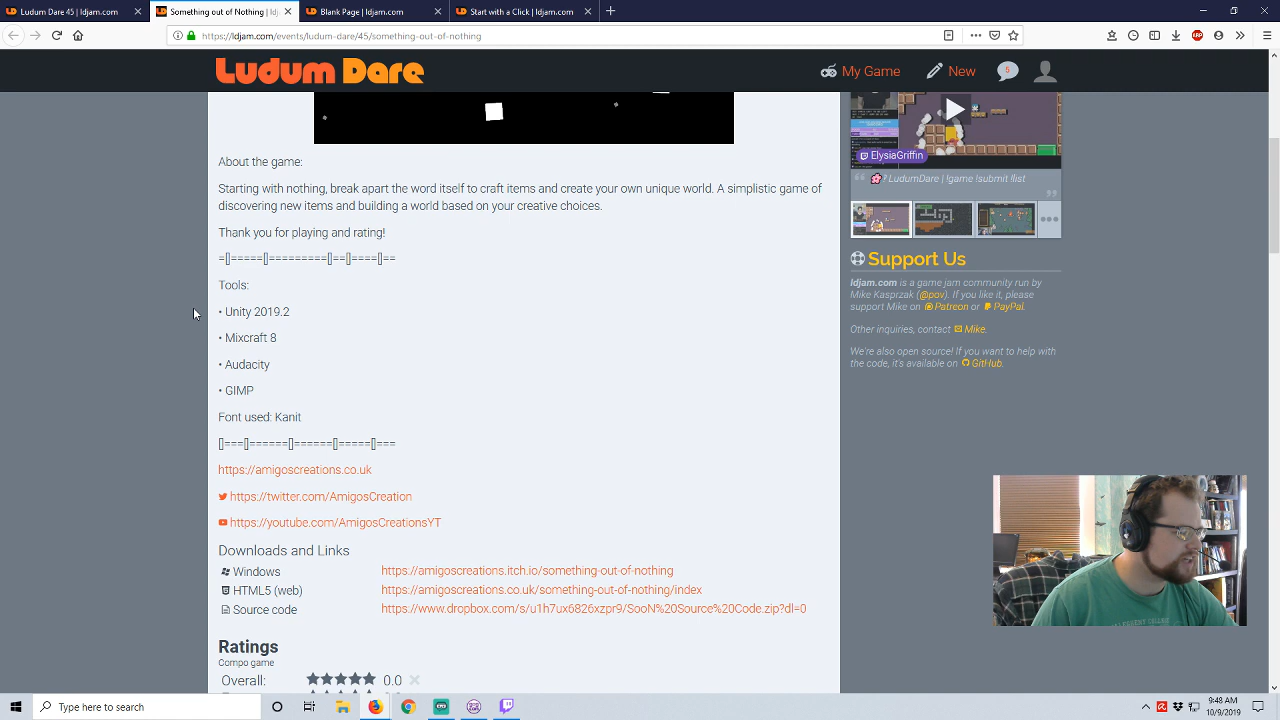 Ludum Dare 45 | ldjam.com
Something out of Nothing | ldjam.com
Blank Page | ldjam.com
Start with a Click | ldjam.com
https://ldjam.com/events/ludum-dare/45/something-out-of-nothing
LUDUM DARE
My Game
New
5
About the game:
Starting with nothing, break apart the word itself to craft items and create your own unique world. A simplistic game of
discovering new items and building a world based on your creative choices.
Thank you for playing and rating!
=[]=====[]=========[]==[]====[]==
Tools:
• Unity 2019.2
• Mixcraft 8
• Audacity
• GIMP
Font used: Kanit
[]===[]======[]======[]=====[]===
https://amigoscreations.co.uk
https://twitter.com/AmigosCreation
https://youtube.com/AmigosCreationsYT
Downloads and Links
Windows https://amigoscreations.itch.io/something-out-of-nothing
HTML5 (web) https://amigoscreations.co.uk/something-out-of-nothing/index
Source code https://www.dropbox.com/s/u1h7ux6826xzpr9/SooN%20Source%20Code.zip?dl=0
Ratings
Compo game
Overall: 0.0
ElysiaGriffin
? LudumDare | !game !submit !list
Support Us
ldjam.com is a game jam community run by
Mike Kasprzak (@pov). If you like it, please
support Mike on Patreon or PayPal.
Other inquiries, contact Mike.
We're also open source! If you want to help with
the code, it's available on GitHub.
ALLEGHENY COLLEGE
Type here to search
9:48 AM
10/9/2019